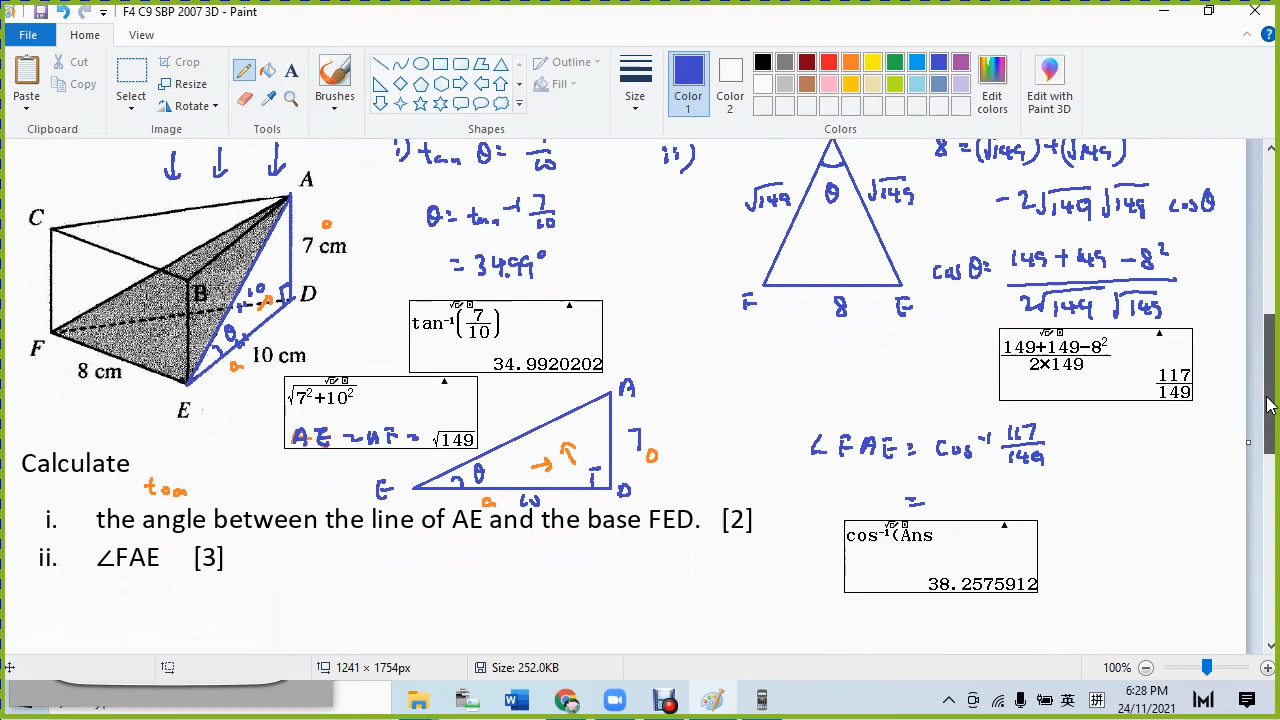 F4 C9 SBP 2007 3D - Paint
File Home View
Paste
Cut
Copy
Clipboard
Select
Crop
Resize
Rotate
Image
A
Tools
Brushes
Shapes
Outline
Fill
Size
Color 1
Color 2
Colors
Edit colors
Edit with Paint 3D
A
C
7 cm
o
B
D
10
θ
F
10 cm
a
8 cm
E
i) tan θ = 7/10
θ = tan⁻¹ 7/10
= 34.99°
tan⁻¹(7/10)
34.9920202
√7²+10²
AE = AF = √149
A
7
o
θ
E
a
10
D
ii)
√149
θ
√149
F
8
E
8² = (√149)² + (√149)²
- 2√149 √149 cos θ
cos θ = 149 + 149 - 8² / 2√149 √149
149+149-8² / 2×149
117/149
∠FAE = cos⁻¹ 117/149
=
cos⁻¹(Ans
38.2575912
Calculate
tan
i. the angle between the line of AE and the base FED. [2]
ii. ∠FAE [3]
1241 × 1754px
Size: 252.0KB
100%
英
拼
6:28 PM
24/11/2021